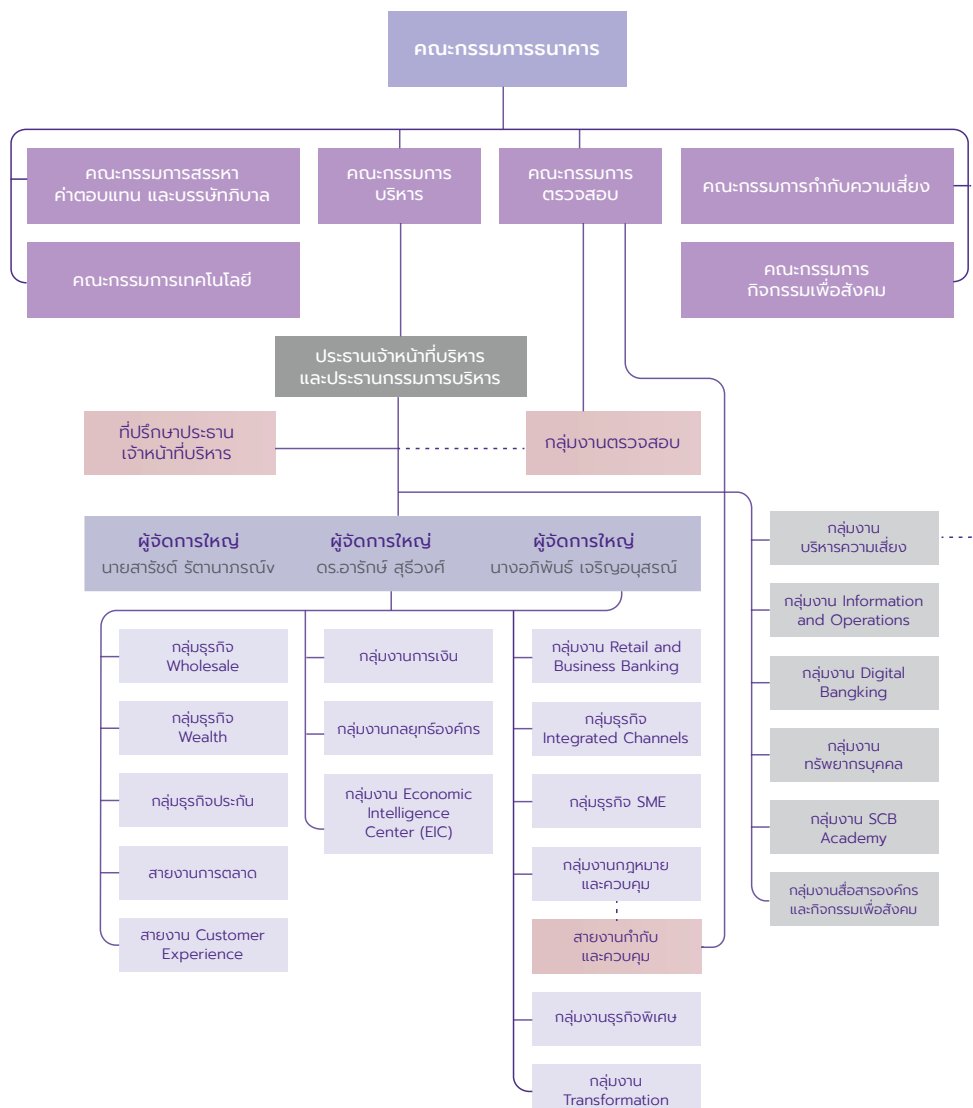 คณะกรรมการธนาคาร
คณะกรรมการสรรหา
ค่าตอบแทน และบรรษัทภิบาล
คณะกรรมการ
บริหาร
คณะกรรมการ
ตรวจสอบ
คณะกรรมการกำกับความเสี่ยง
คณะกรรมการเทคโนโลยี
คณะกรรมการ
กิจกรรมเพื่อสังคม
ประธานเจ้าหน้าที่บริหาร
และประธานกรรมการบริหาร
ที่ปรึกษาประธาน
เจ้าหน้าที่บริหาร
กลุ่มงานตรวจสอบ
ผู้จัดการใหญ่
นายสารัชต์ รัตานาภรณ์v
ผู้จัดการใหญ่
ดร.อารักษ์ สุธีวงศ์
ผู้จัดการใหญ่
นางอภิพันธ์ เจริญอนุสรณ์
กลุ่มธุรกิจ
Wholesale
กลุ่มธุรกิจ
Wealth
กลุ่มธุรกิจประกัน
สายงานการตลาด
สายงาน Customer
Experience
กลุ่มงานการเงิน
กลุ่มงานกลยุทธ์องค์กร
กลุ่มงาน Economic
Intelligence
Center (EIC)
กลุ่มงาน Retail and
Business Banking
กลุ่มธุรกิจ
Integrated Channels
กลุ่มธุรกิจ SME
กลุ่มงานกฎหมาย
และควบคุม
สายงานกำกับ
และควบคุม
กลุ่มงานธุรกิจพิเศษ
กลุ่มงาน
Transformation
กลุ่มงาน
บริหารความเสี่ยง
กลุ่มงาน Information
and Operations
กลุ่มงาน Digital
Bangking
กลุ่มงาน
ทรัพยากรบุคคล
กลุ่มงาน SCB
Academy
กลุ่มงานสื่อสารองค์กร
และกิจกรรมเพื่อสังคม